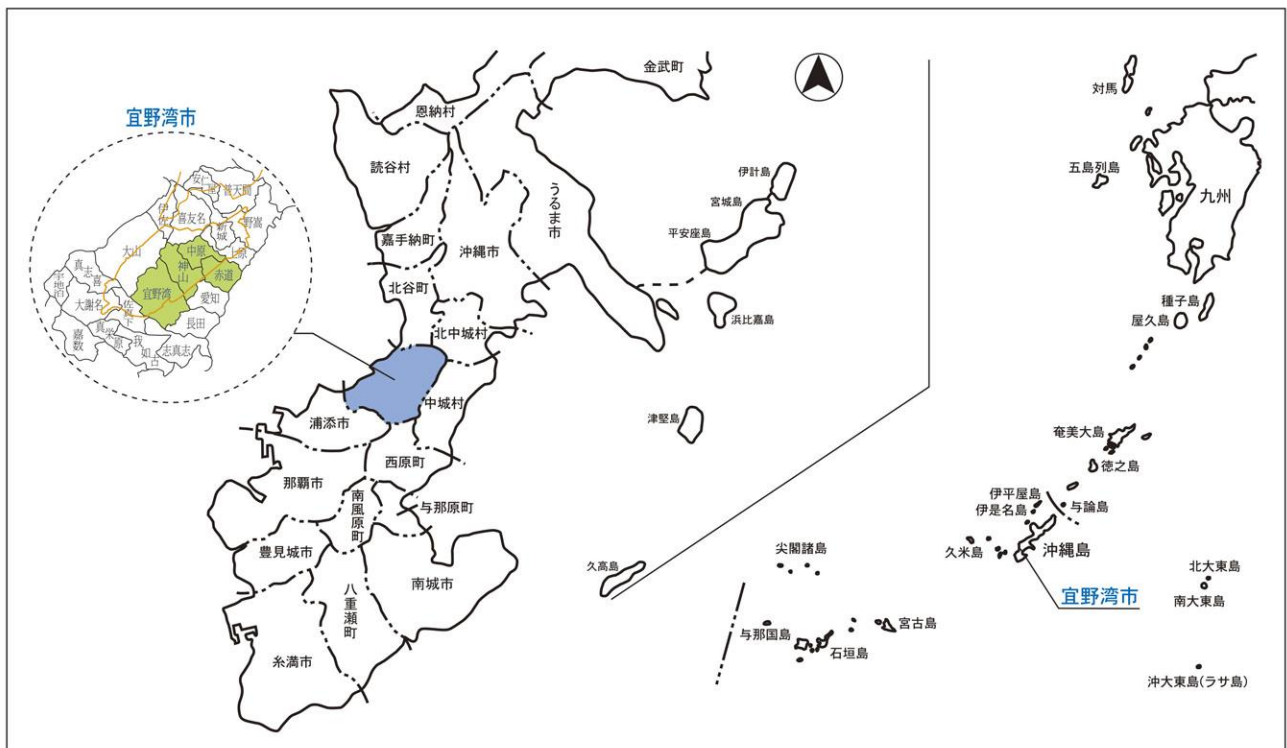 宜野湾市
安仁屋
普天間
伊佐
喜友名
新城
野嵩
大山
中原
上原
神山
赤道
真志喜
宇地泊
宜野湾
愛知
大謝名
佐真下
長田
嘉数
真栄原
我如古
志真志
金武町
恩納村
読谷村
うるま市
伊計島
宮城島
平安座島
嘉手納町
沖縄市
北谷町
浜比嘉島
北中城村
中城村
津堅島
浦添市
西原町
那覇市
南風原町
与那原町
豊見城市
八重瀬町
南城市
久高島
糸満市
対馬
五島列島
九州
種子島
屋久島
奄美大島
徳之島
伊平屋島
与論島
伊是名島
久米島
沖縄島
宜野湾市
北大東島
南大東島
尖閣諸島
与那国島
石垣島
宮古島
沖大東島(ラサ島)